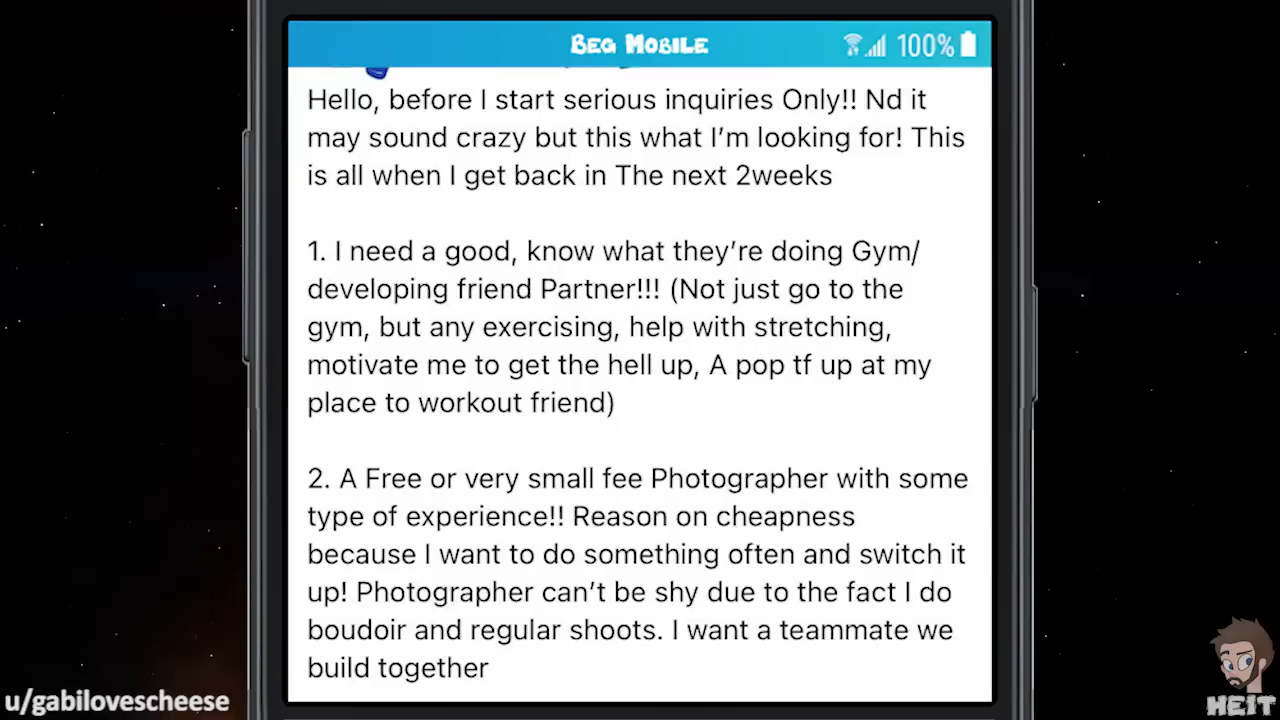 BEG MOBILE
100%
Hello, before I start serious inquiries Only!! Nd it
may sound crazy but this what I'm looking for! This
is all when I get back in The next 2weeks
1. I need a good, know what they're doing Gym/
developing friend Partner!!! (Not just go to the
gym, but any exercising, help with stretching,
motivate me to get the hell up, A pop tf up at my
place to workout friend)
2. A Free or very small fee Photographer with some
type of experience!! Reason on cheapness
because I want to do something often and switch it
up! Photographer can't be shy due to the fact I do
boudoir and regular shoots. I want a teammate we
build together
u/gabilovescheese
HEIT